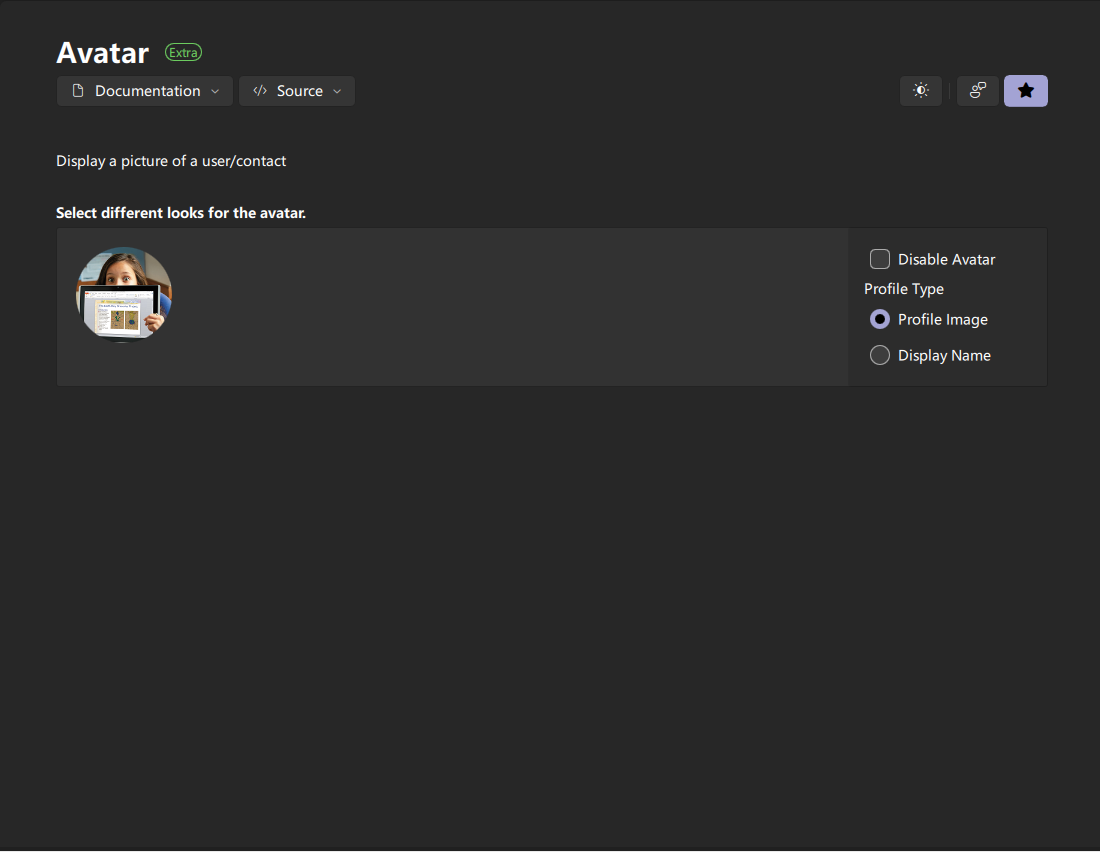 Avatar Extra
Documentation Source
Display a picture of a user/contact
Select different looks for the avatar.
Disable Avatar
Profile Type
Profile Image
Display Name